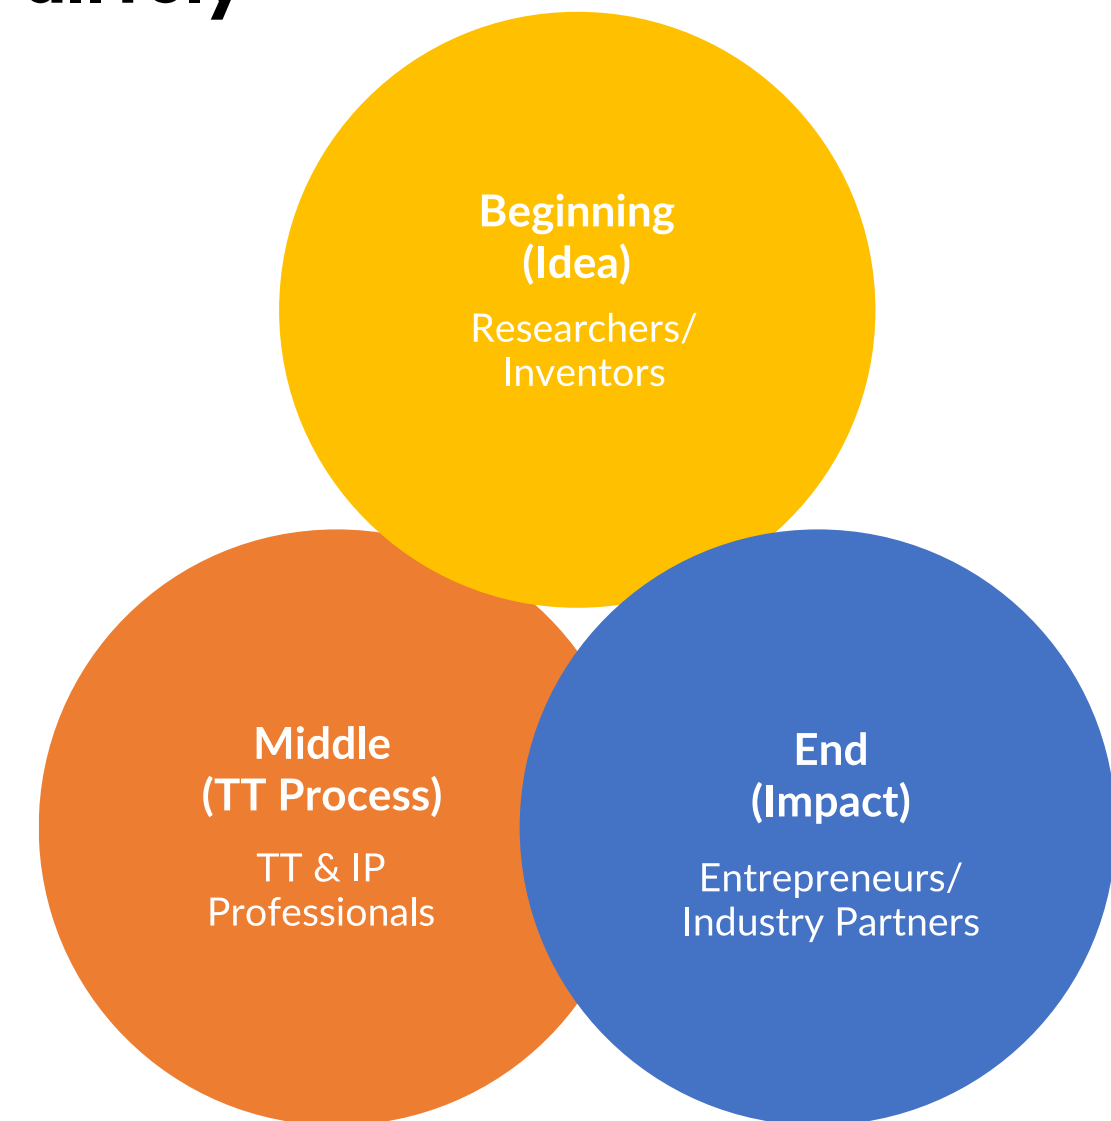 Beginning
(Idea)
Researchers/
Inventors
Middle
(TT Process)
TT & IP
Professionals
End
(Impact)
Entrepreneurs/
Industry Partners